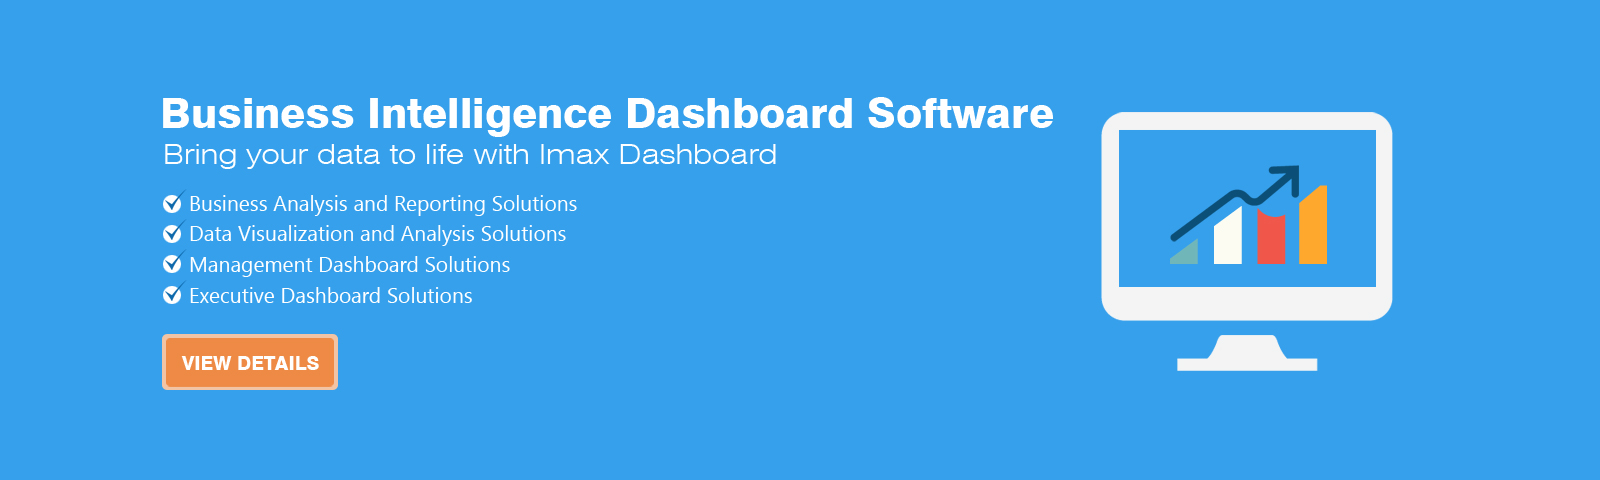 Business Intelligence Dashboard Software
Bring your data to life with Imax Dashboard
Business Analysis and Reporting Solutions
Data Visualization and Analysis Solutions
Management Dashboard Solutions
Executive Dashboard Solutions
VIEW DETAILS